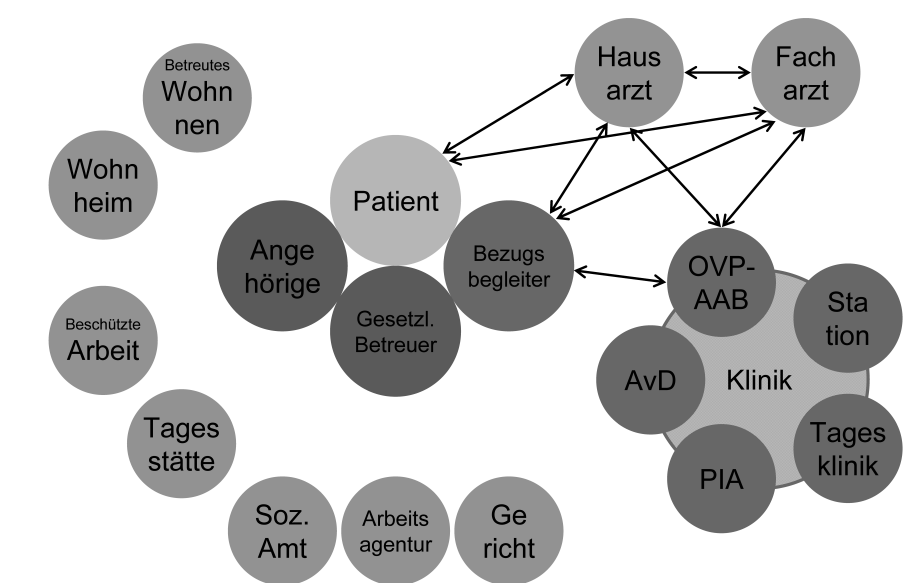 Betreutes
Wohn
nen
Wohn
heim
Haus
arzt
Fach
arzt
Patient
Ange
hörige
Bezugs
begleiter
Gesetzl.
Betreuer
Beschützte
Arbeit
Tages
stätte
Soz.
Amt
Arbeits
agentur
Ge
richt
OVP-
AAB
Sta
tion
AvD
Klinik
Tages
klinik
PIA